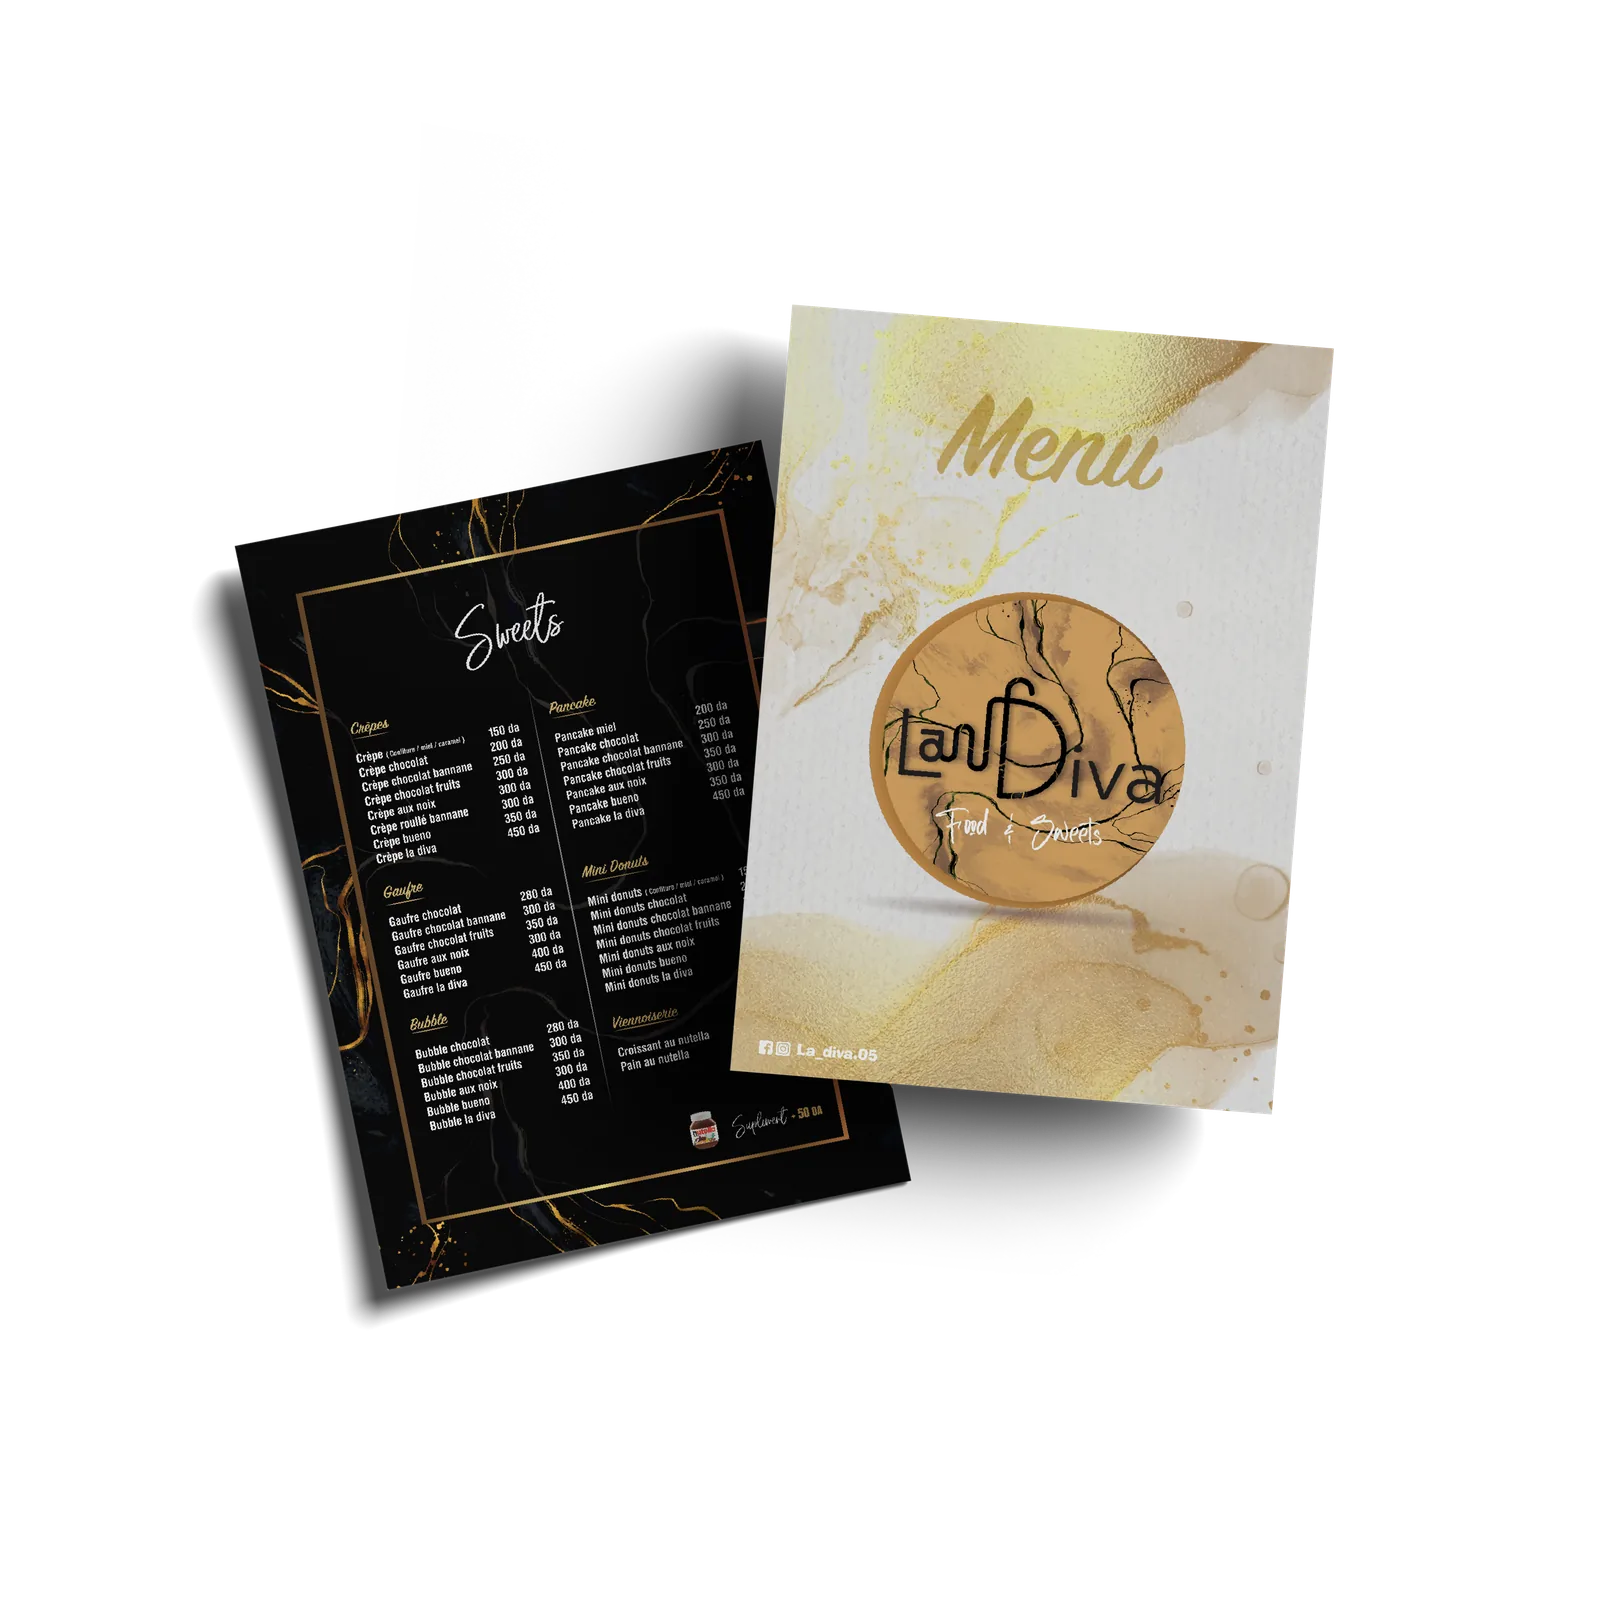 Sweets
Crêpes
Crêpe ( Confiture / miel / caramel ) 150 da
Crêpe chocolat 200 da
Crêpe chocolat bannane 250 da
Crêpe chocolat fruits 300 da
Crêpe aux noix 300 da
Crêpe roullé bannane 300 da
Crêpe bueno 350 da
Crêpe la diva 450 da
Gaufre
Gaufre chocolat 280 da
Gaufre chocolat bannane 300 da
Gaufre chocolat fruits 350 da
Gaufre aux noix 300 da
Gaufre bueno 400 da
Gaufre la diva 450 da
Bubble
Bubble chocolat 280 da
Bubble chocolat bannane 300 da
Bubble chocolat fruits 350 da
Bubble aux noix 300 da
Bubble bueno 400 da
Bubble la diva 450 da
Pancake
Pancake miel 200 da
Pancake chocolat 250 da
Pancake chocolat bannane 300 da
Pancake chocolat fruits 350 da
Pancake aux noix 300 da
Pancake bueno 350 da
Pancake la diva 450 da
Mini Donuts
Mini donuts ( Confiture / miel / caramel )
Mini donuts chocolat
Mini donuts chocolat bannane
Mini donuts chocolat fruits
Mini donuts aux noix
Mini donuts bueno
Mini donuts la diva
Viennoiserie
Croissant au nutella
Pain au nutella
Suplement + 50 DA
Menu
La Diva
Food & Sweets
La_diva.05